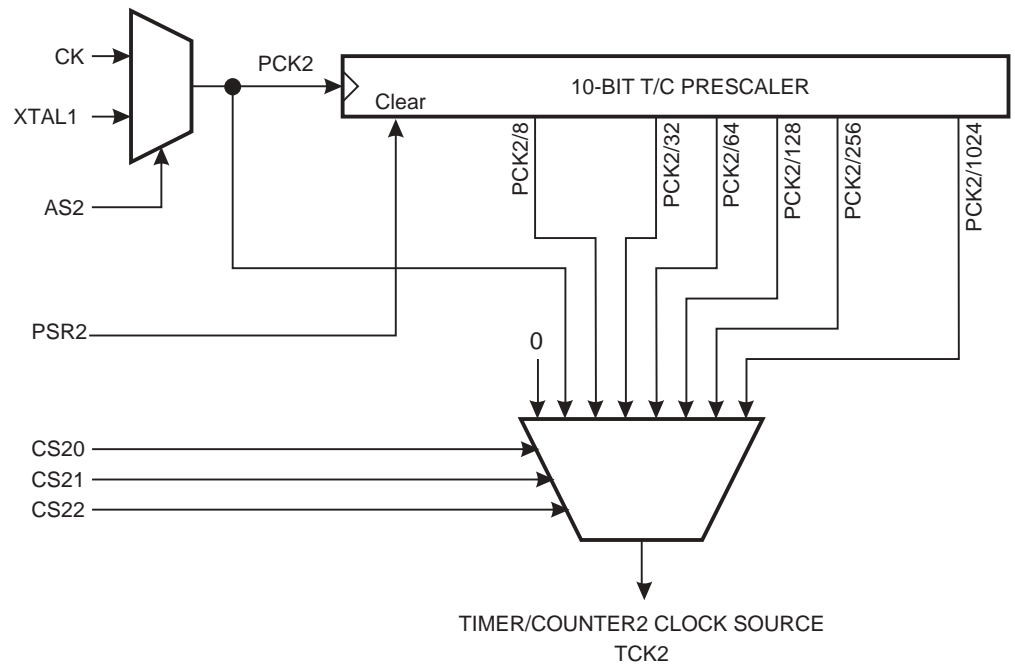 CK
PCK2
10-BIT T/C PRESCALER
Clear
XTAL1
PCK2/8
PCK2/32
PCK2/64
PCK2/128
PCK2/256
PCK2/1024
AS2
PSR2
0
CS20
CS21
CS22
TIMER/COUNTER2 CLOCK SOURCE
TCK2